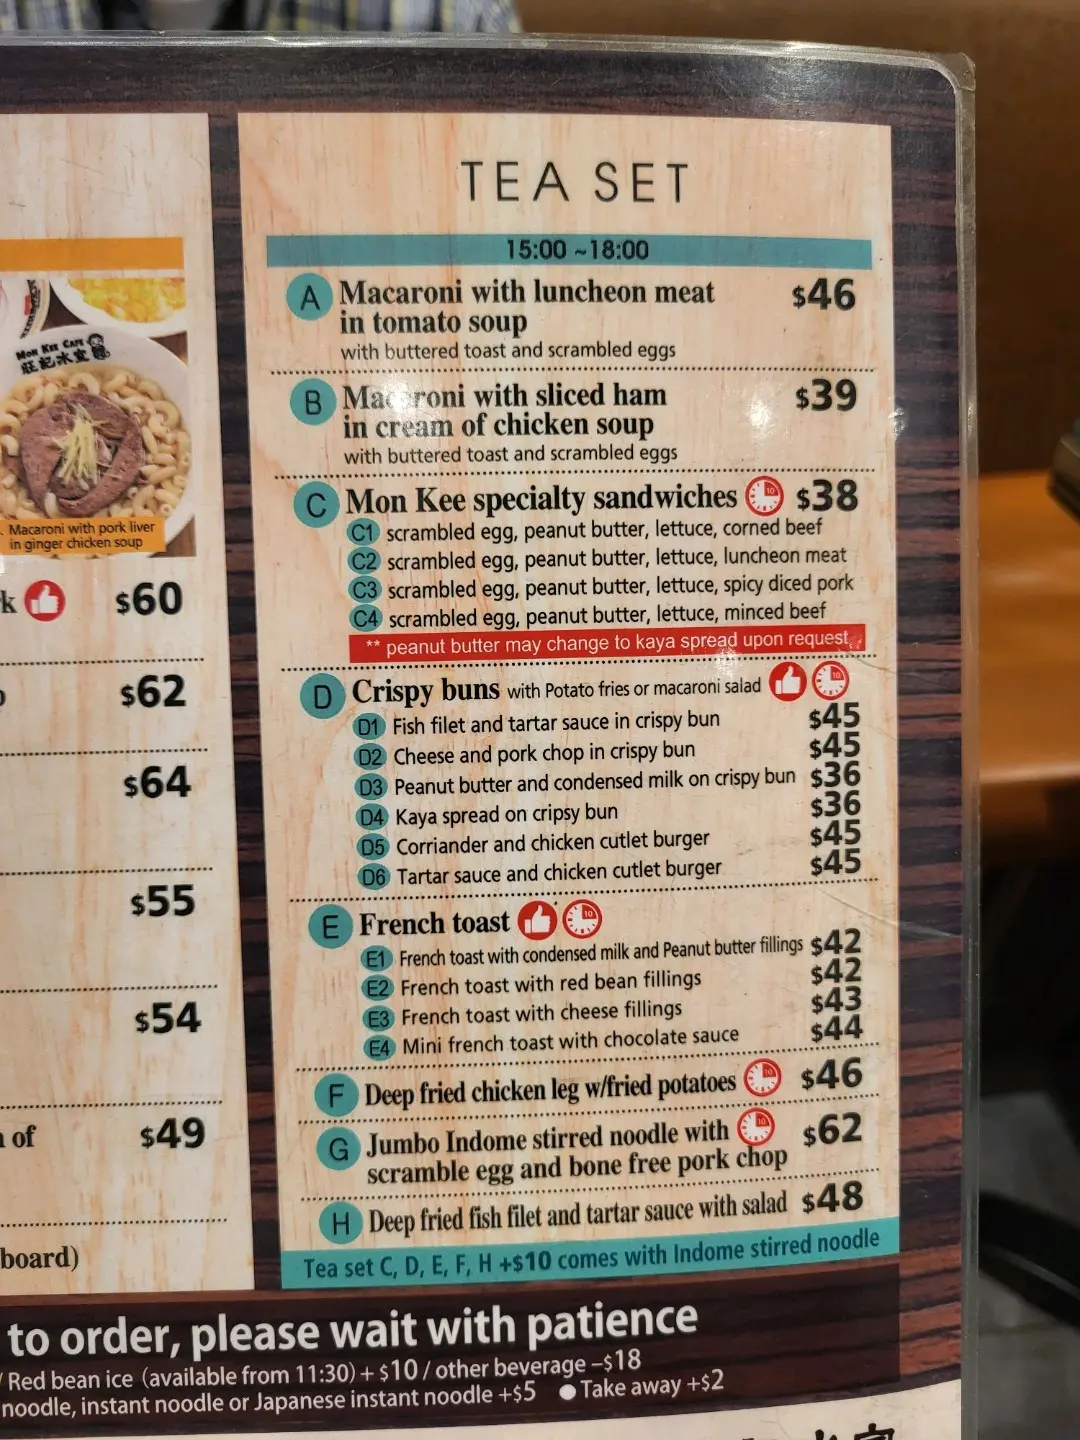 MON KEE CAFE
旺記冰室
Macaroni with pork liver
in ginger chicken soup
k $60
$62
$64
$55
$54
of $49
board)
TEA SET
15:00 ~18:00
A Macaroni with luncheon meat $46
in tomato soup
with buttered toast and scrambled eggs
B Macaroni with sliced ham $39
in cream of chicken soup
with buttered toast and scrambled eggs
C Mon Kee specialty sandwiches 10 $38
C1 scrambled egg, peanut butter, lettuce, corned beef
C2 scrambled egg, peanut butter, lettuce, luncheon meat
C3 scrambled egg, peanut butter, lettuce, spicy diced pork
C4 scrambled egg, peanut butter, lettuce, minced beef
** peanut butter may change to kaya spread upon request
D Crispy buns with Potato fries or macaroni salad 10
D1 Fish filet and tartar sauce in crispy bun $45
D2 Cheese and pork chop in crispy bun $45
D3 Peanut butter and condensed milk on crispy bun $36
D4 Kaya spread on cripsy bun $36
D5 Corriander and chicken cutlet burger $45
D6 Tartar sauce and chicken cutlet burger $45
E French toast 10
E1 French toast with condensed milk and Peanut butter fillings $42
E2 French toast with red bean fillings $42
E3 French toast with cheese fillings $43
E4 Mini french toast with chocolate sauce $44
F Deep fried chicken leg w/fried potatoes 10 $46
G Jumbo Indome stirred noodle with 10 $62
scramble egg and bone free pork chop
H Deep fried fish filet and tartar sauce with salad $48
Tea set C, D, E, F, H +$10 comes with Indome stirred noodle
to order, please wait with patience
/ Red bean ice (available from 11:30) + $10 / other beverage –$18
noodle, instant noodle or Japanese instant noodle +$5 ● Take away +$2